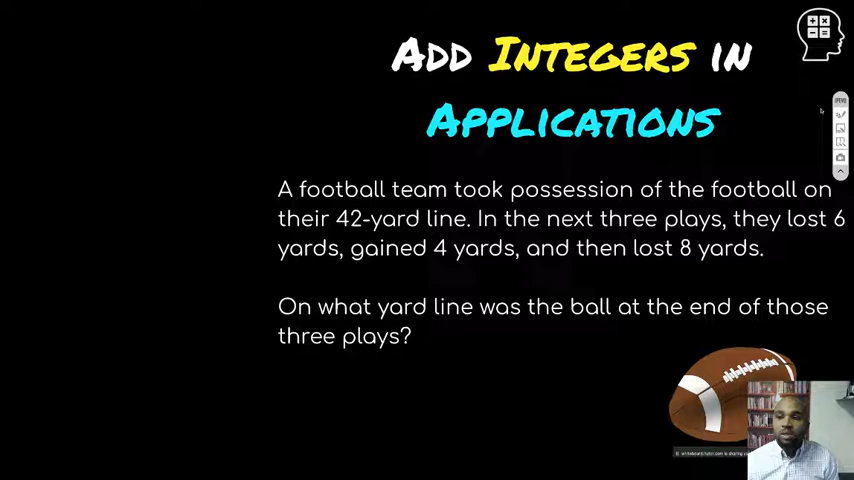 Add Integers in
Applications
A football team took possession of the football on
their 42-yard line. In the next three plays, they lost 6
yards, gained 4 yards, and then lost 8 yards.
On what yard line was the ball at the end of those
three plays?